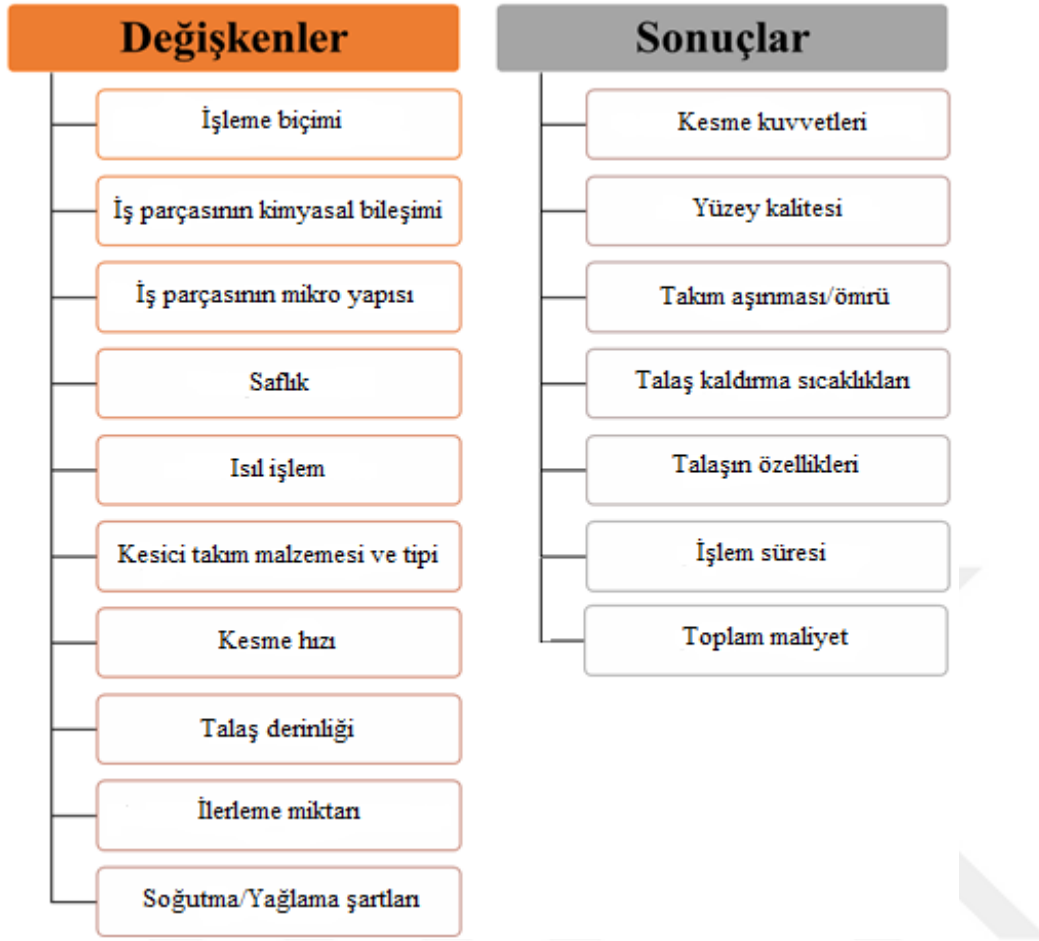 Değişkenler
İşleme biçimi
İş parçasının kimyasal bileşimi
İş parçasının mikro yapısı
Saflık
Isıl işlem
Kesici takım malzemesi ve tipi
Kesme hızı
Talaş derinliği
İlerleme miktarı
Soğutma/Yağlama şartları
Sonuçlar
Kesme kuvvetleri
Yüzey kalitesi
Takım aşınması/ömrü
Talaş kaldırma sıcaklıkları
Talaşın özellikleri
İşlem süresi
Toplam maliyet